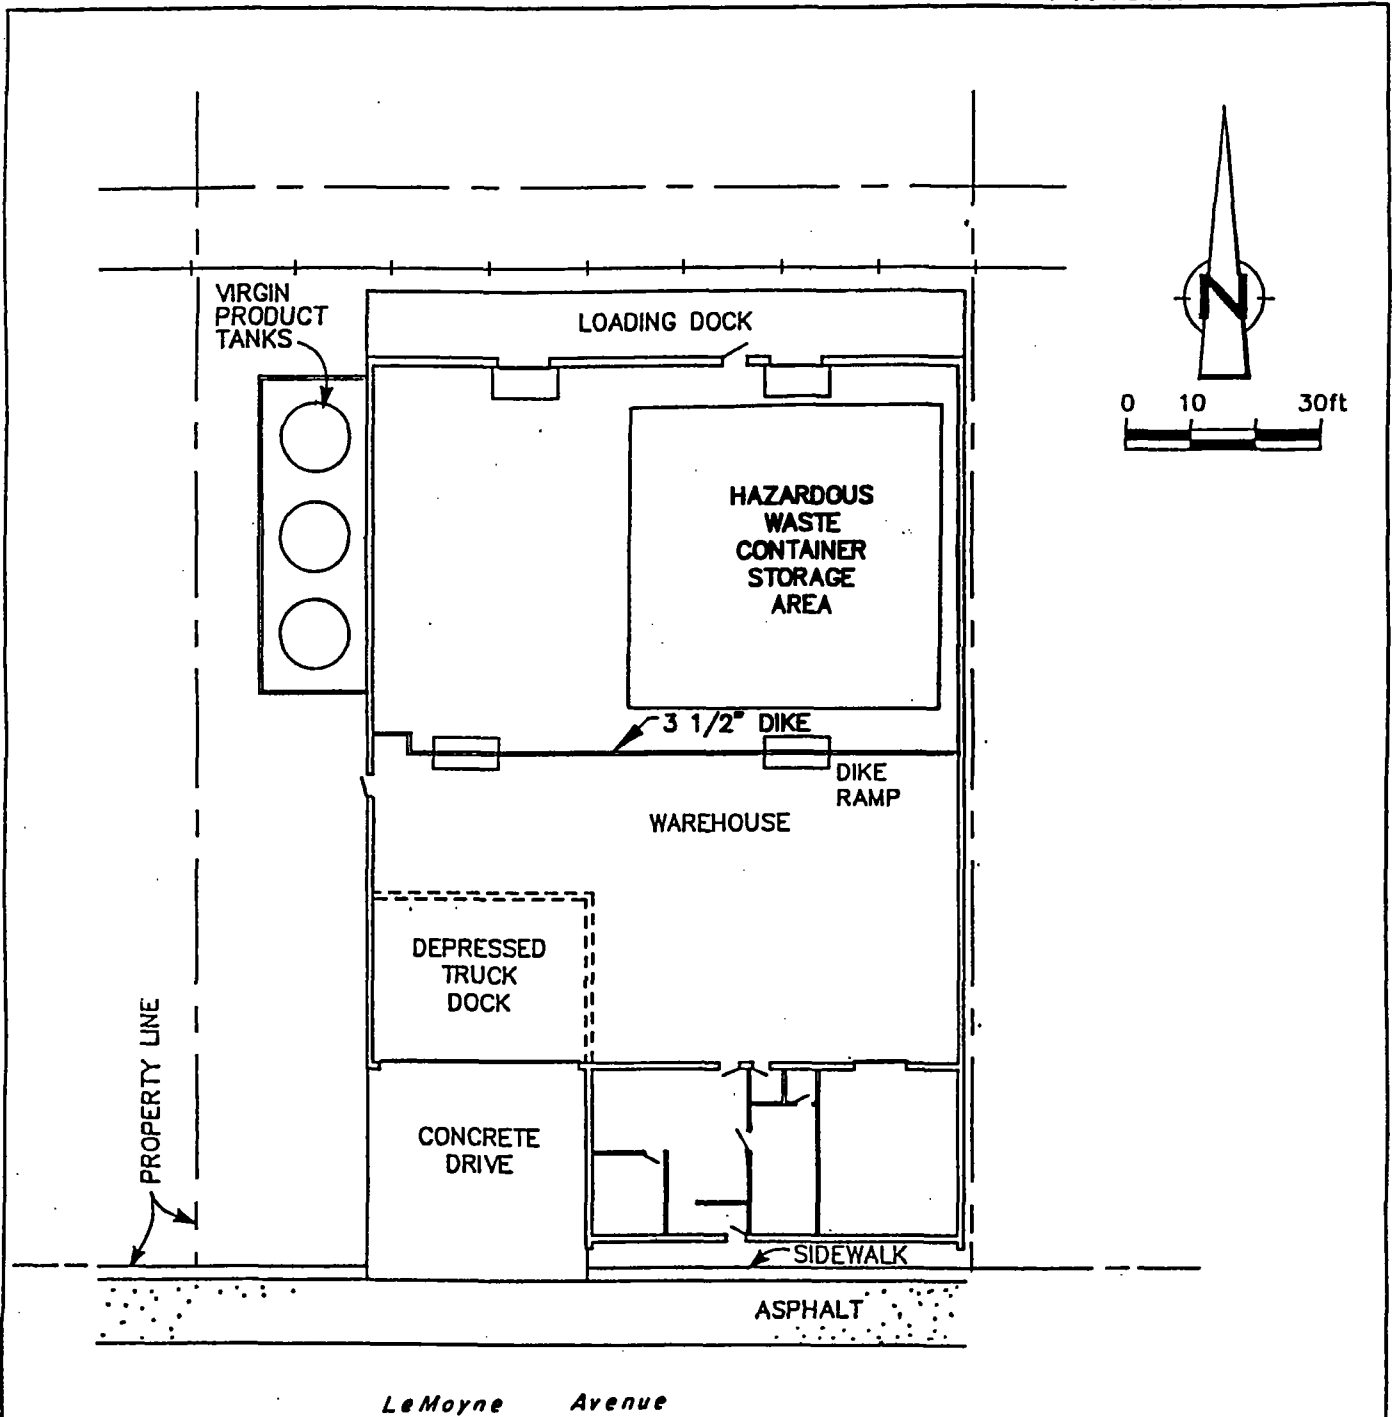 VIRGIN
PRODUCT
TANKS
LOADING DOCK
N
0 10 30ft
HAZARDOUS
WASTE
CONTAINER
STORAGE
AREA
3 1/2" DIKE
DIKE
RAMP
WAREHOUSE
DEPRESSED
TRUCK
DOCK
PROPERTY LINE
CONCRETE
DRIVE
SIDEWALK
ASPHALT
LeMoyne Avenue